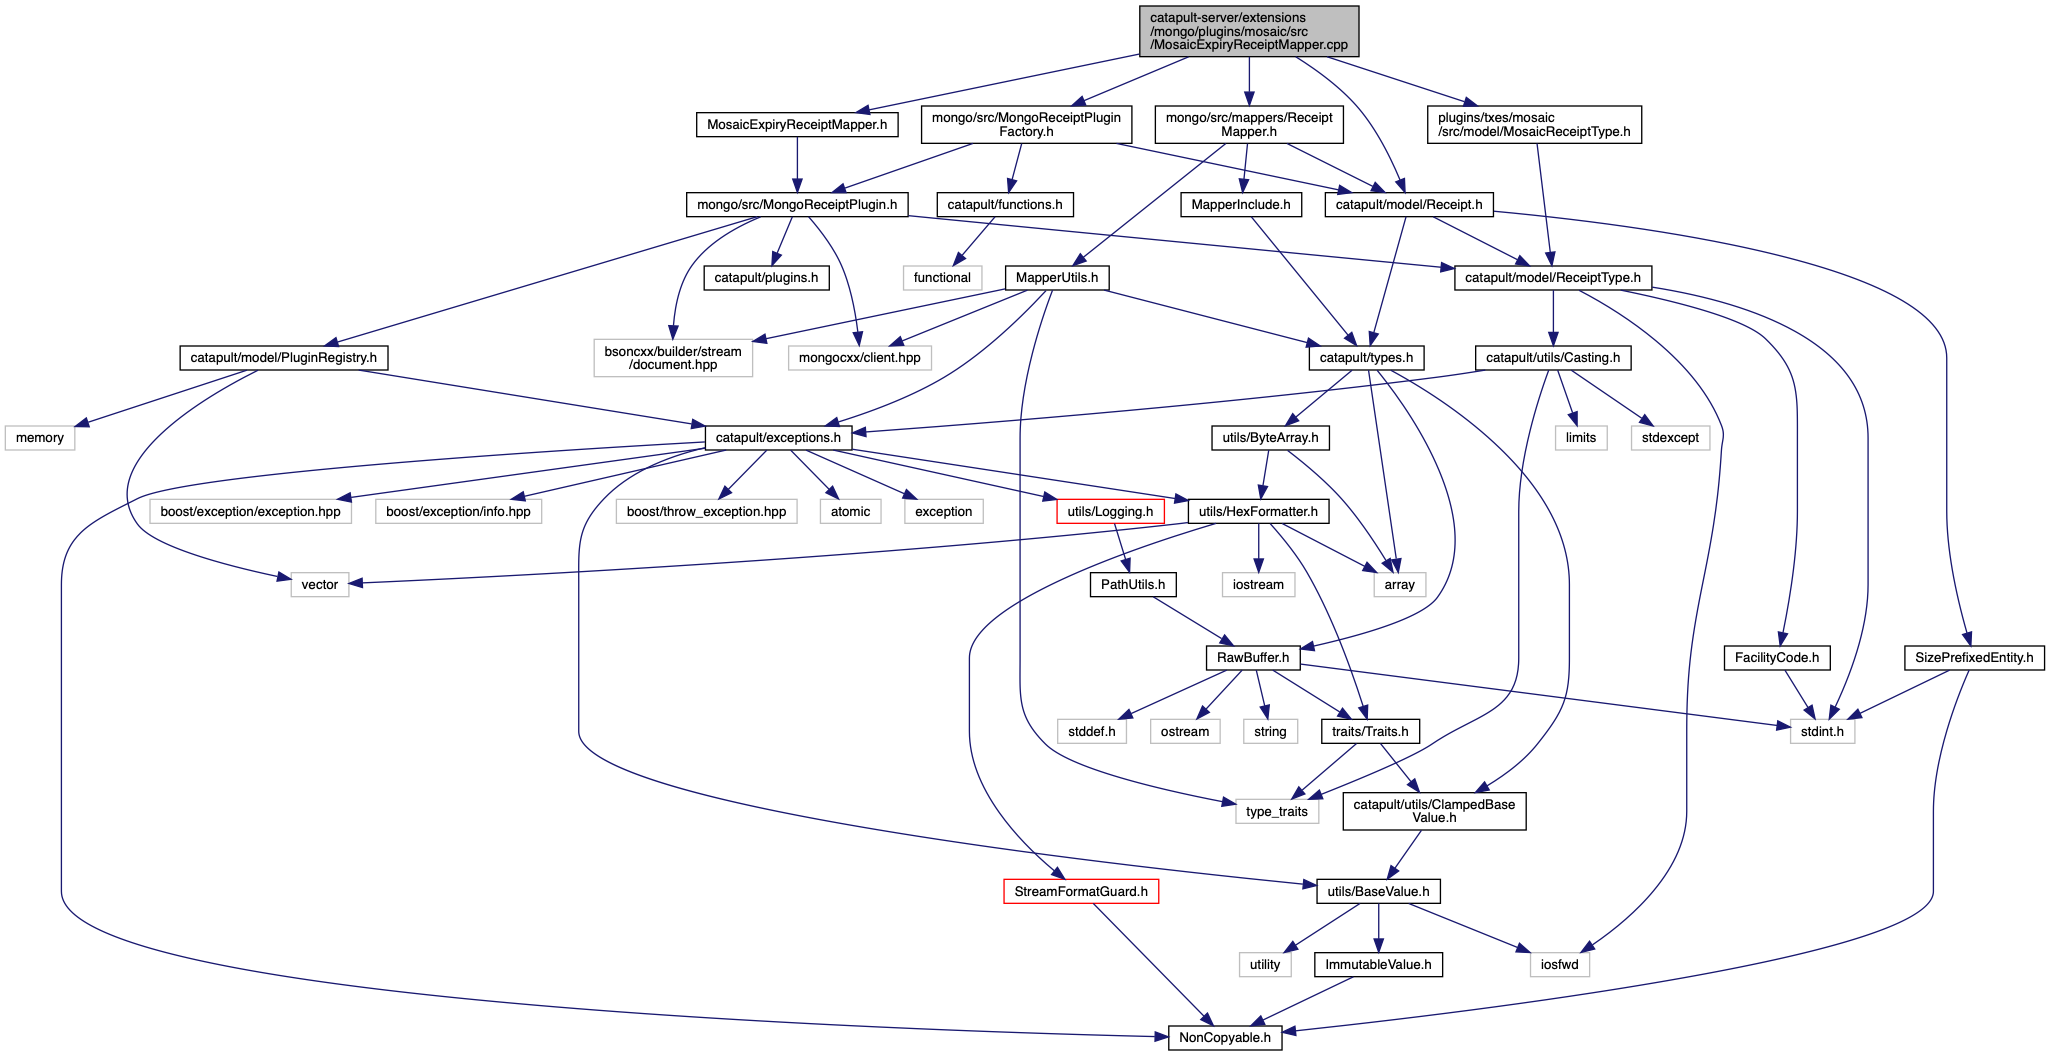 catapult-server/extensions
/mongo/plugins/mosaic/src
/MosaicExpiryReceiptMapper.cpp
MosaicExpiryReceiptMapper.h
mongo/src/MongoReceiptPlugin
Factory.h
mongo/src/mappers/Receipt
Mapper.h
plugins/txes/mosaic
/src/model/MosaicReceiptType.h
mongo/src/MongoReceiptPlugin.h
catapult/functions.h
MapperInclude.h
catapult/model/Receipt.h
catapult/plugins.h
functional
MapperUtils.h
catapult/model/ReceiptType.h
catapult/model/PluginRegistry.h
bsoncxx/builder/stream
/document.hpp
mongocxx/client.hpp
catapult/types.h
catapult/utils/Casting.h
memory
catapult/exceptions.h
utils/ByteArray.h
limits
stdexcept
boost/exception/exception.hpp
boost/exception/info.hpp
boost/throw_exception.hpp
atomic
exception
utils/Logging.h
utils/HexFormatter.h
vector
PathUtils.h
iostream
array
RawBuffer.h
FacilityCode.h
SizePrefixedEntity.h
stddef.h
ostream
string
traits/Traits.h
stdint.h
type_traits
catapult/utils/ClampedBase
Value.h
StreamFormatGuard.h
utils/BaseValue.h
utility
ImmutableValue.h
iosfwd
NonCopyable.h